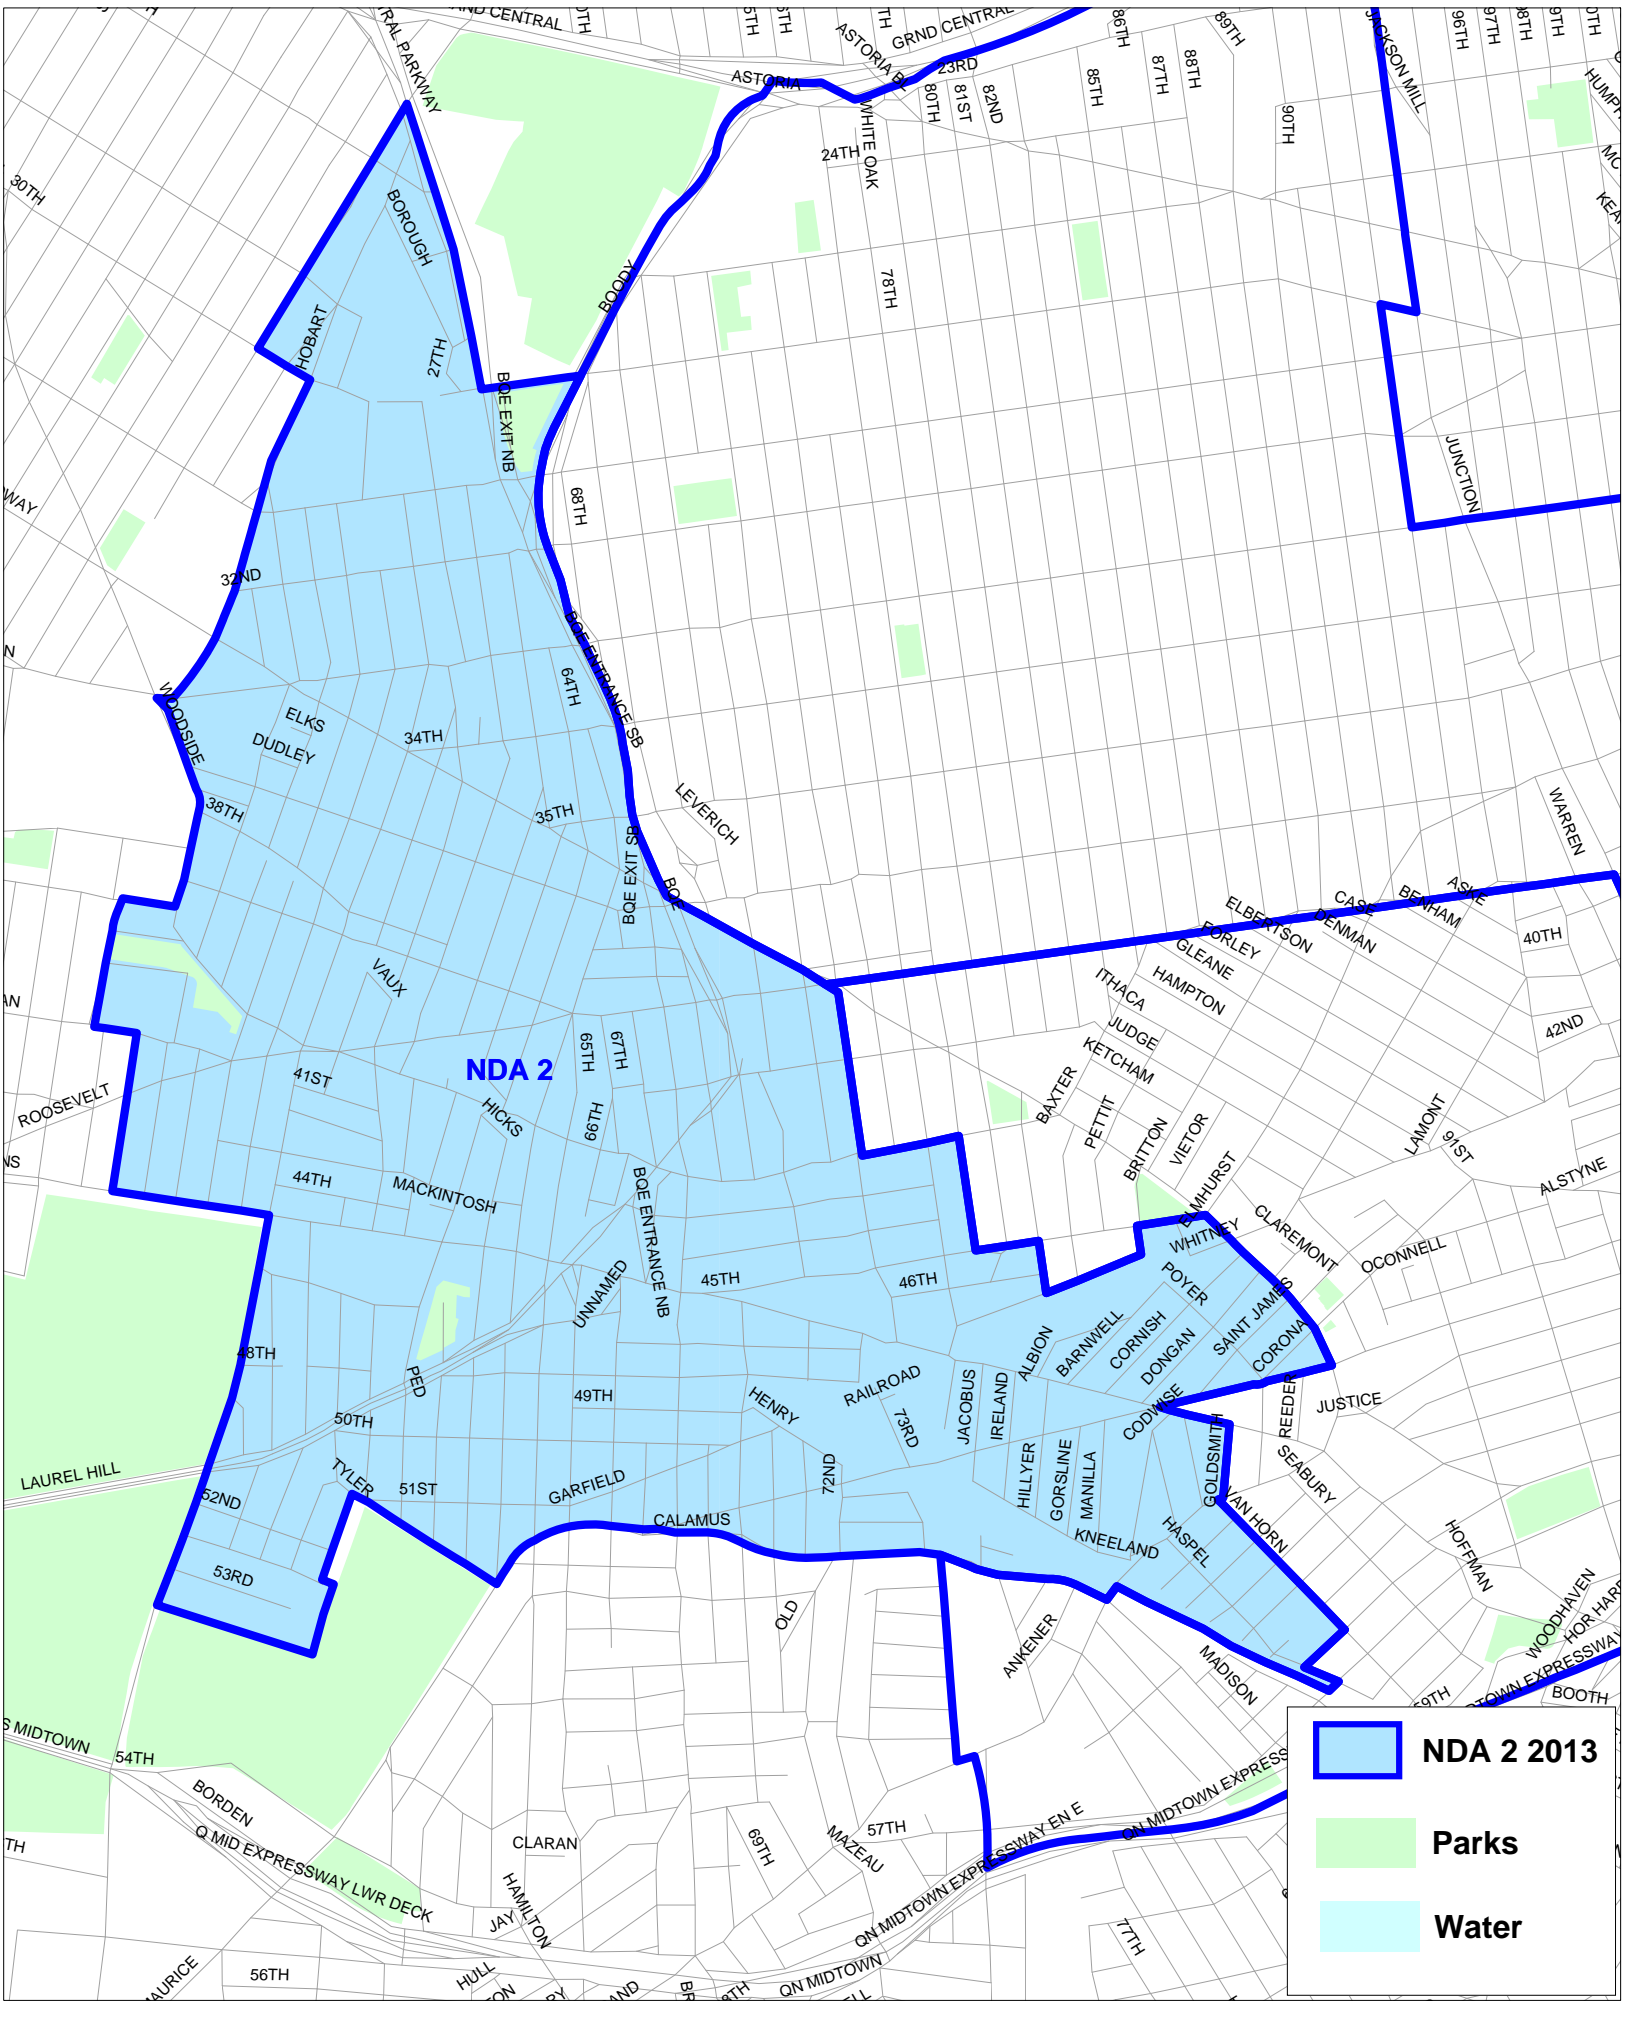 GRND CENTRAL
86TH
89TH
JACKSON MILL
96TH
97TH
98TH
ASTORIA BL
23RD
87TH
88TH
85TH
ASTORIA
80TH
81ST
82ND
90TH
WHITE OAK
24TH
30TH
BOROUGH
BOODY
78TH
HOBART
27TH
BQE EXIT NB
JUNCTION
68TH
32ND
BQE ENTRANCE SB
64TH
WOODSIDE
ELKS
DUDLEY
34TH
38TH
35TH
LEVERICH
WARREN
BQE EXIT SB
BQE
ASKE
CASE
BENHAM
ELBERTSON
DENMAN
FORLEY
GLEANE
40TH
VAUX
ITHACA
HAMPTON
42ND
JUDGE
KETCHAM
65TH
67TH
NDA 2
41ST
BAXTER
ROOSEVELT
HICKS
66TH
PETTIT
BRITTON
VIETOR
LAMONT
91ST
44TH
MACKINTOSH
BQE ENTRANCE NB
ELMHURST
ALSTYNE
WHITNEY
CLAREMONT
OCONNELL
45TH
46TH
UNNAMED
POYER
SAINT JAMES
48TH
ALBION
BARNWELL
CORNISH
DONGAN
CORONA
PED
49TH
HENRY
RAILROAD
73RD
JACOBUS
IRELAND
CODWISE
REEDER
JUSTICE
50TH
LAUREL HILL
TYLER
51ST
GARFIELD
72ND
HILLYER
GORSLINE
MANILLA
GOLDSMITH
SEABURY
52ND
CALAMUS
KNEELAND
HASPEL
VAN HORN
HOFFMAN
53RD
OLD
ANKENER
MADISON
WOODHAVEN
59TH
BOOTH
NDA 2 2013
54TH
BORDEN
QN MIDTOWN EXPRESS
Parks
Q MID EXPRESSWAY LWR DECK
CLARAN
69TH
MAZEAU
57TH
QN MIDTOWN EXPRESSWAY EN E
Water
HAMILTON
JAY
77TH
56TH
HULL
QN MIDTOWN